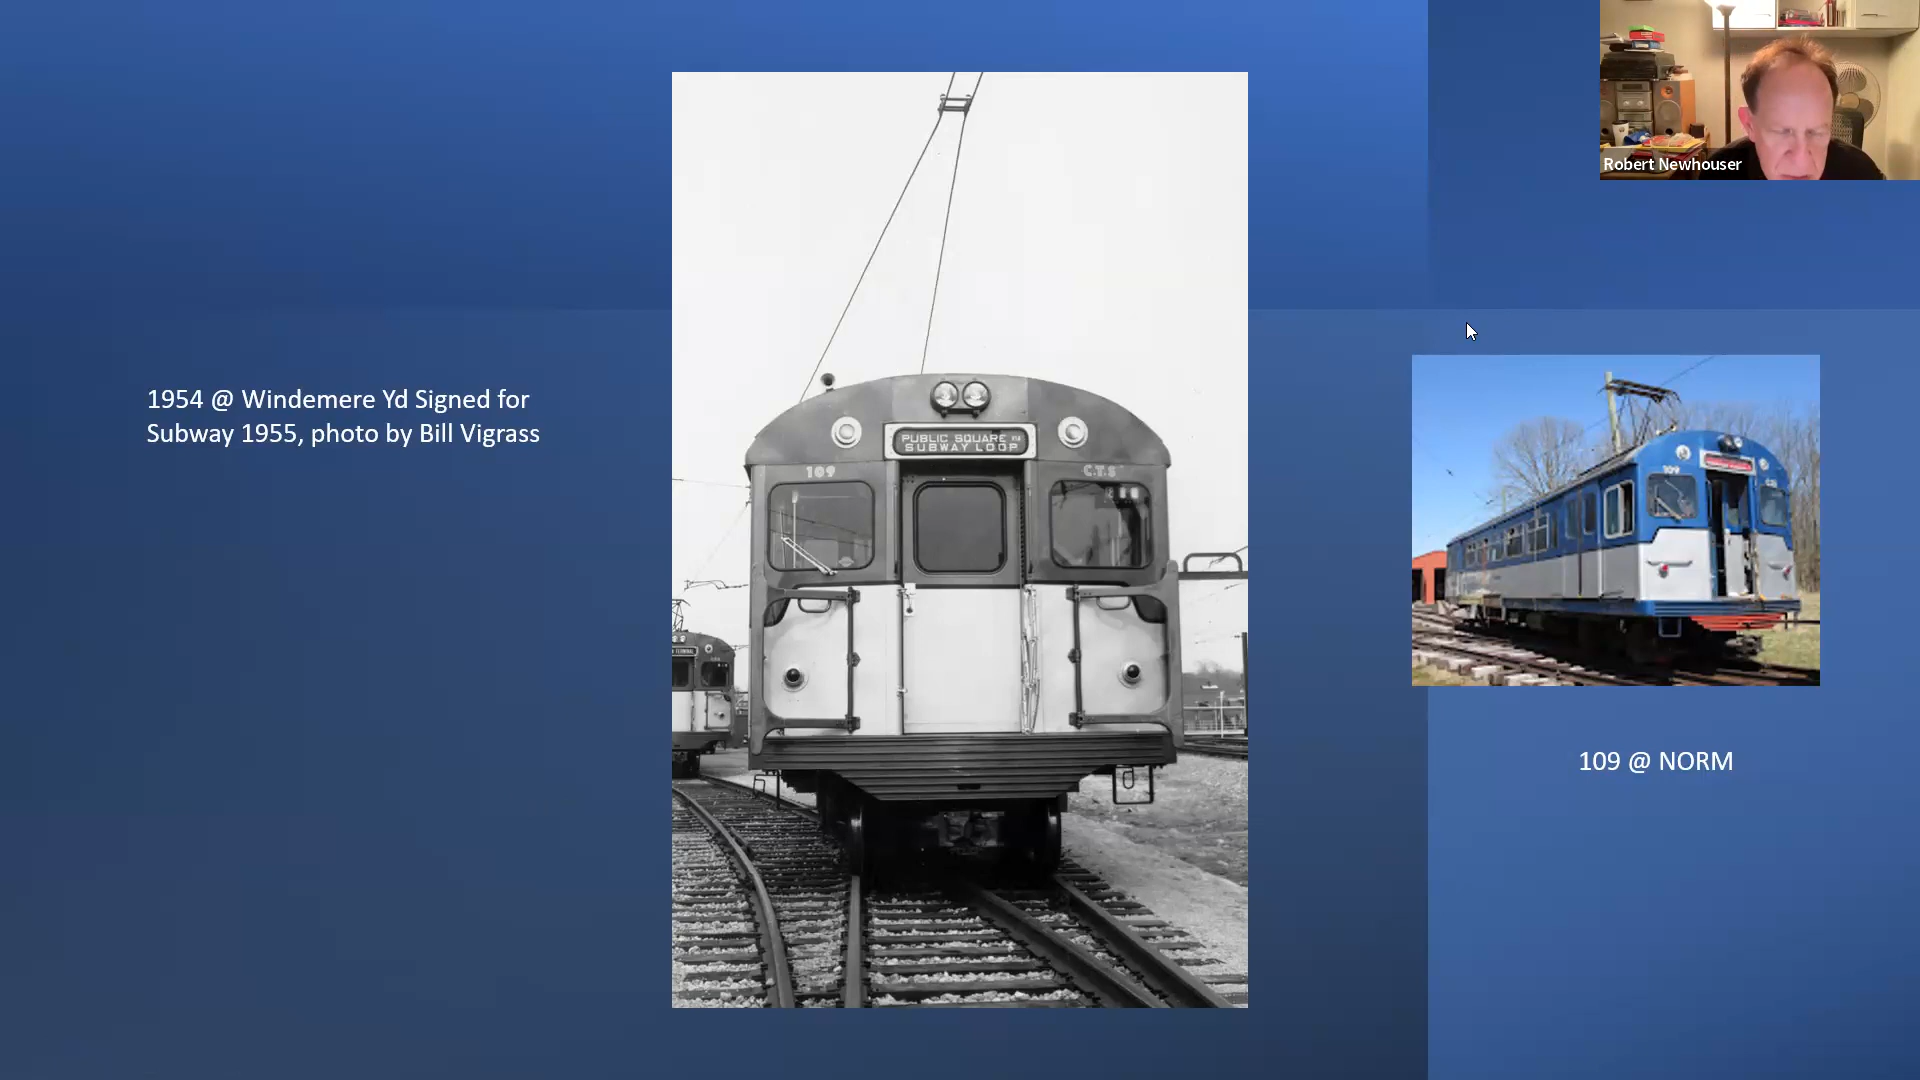 Robert Newhouser
1954 @ Windemere Yd Signed for
Subway 1955, photo by Bill Vigrass
PUBLIC SQUARE
SUBWAY LOOP
109
C.T.S
109
109 @ NORM